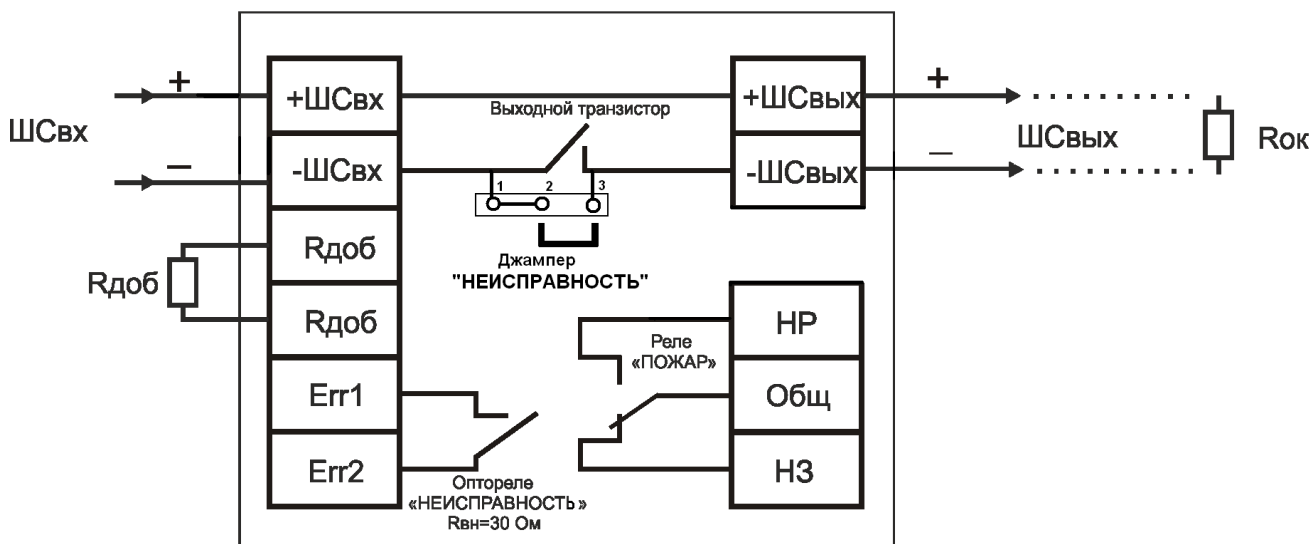 +
+
ШСвх
+ШСвх
Выходной транзистор
+ШСвых
ШСвых
Rок
–
–
-ШСвх
-ШСвых
1
2
3
Rдоб
Джампер
"НЕИСПРАВНОСТЬ"
Rдоб
Rдоб
НР
Реле
«ПОЖАР»
Err1
Общ
Err2
НЗ
Оптореле
«НЕИСПРАВНОСТЬ»
Rвн=30 Ом